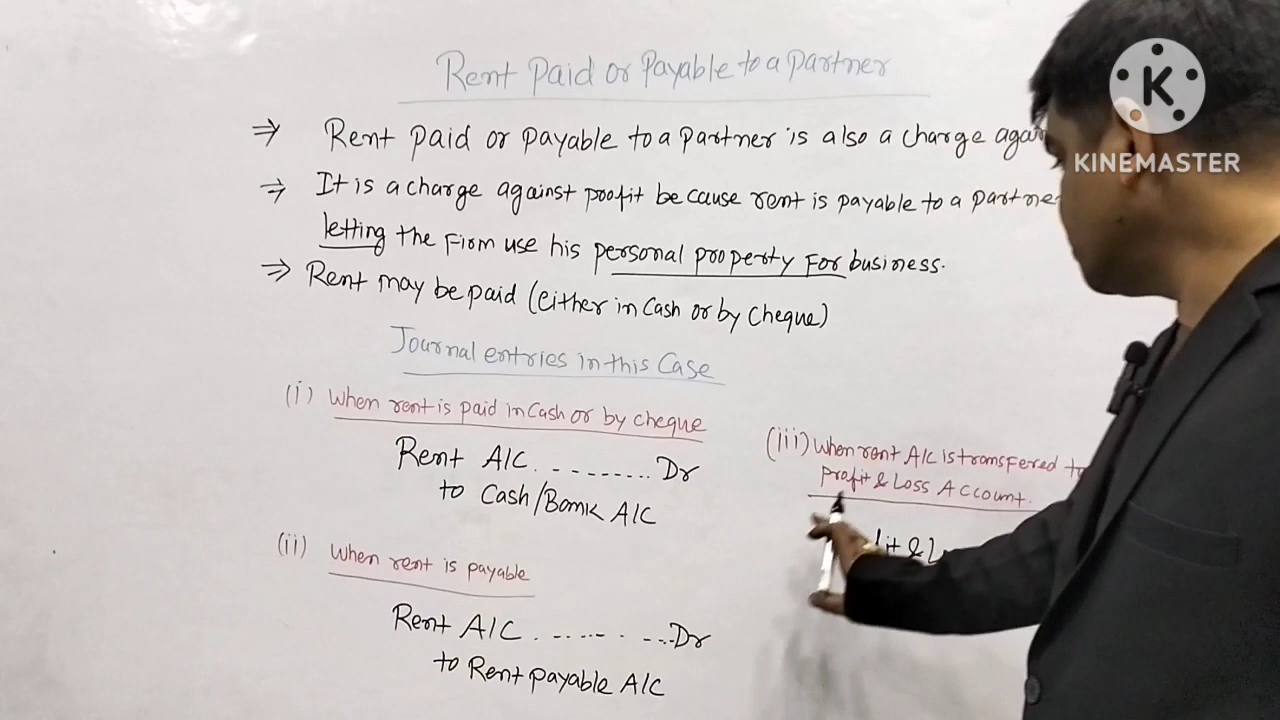 Rent Paid or Payable to a Partner
⇒ Rent paid or payable to a partner is also a charge
⇒ It is a charge against profit because rent is payable to a
letting the Firm use his personal property For business.
⇒ Rent may be paid (either in Cash or by cheque)
Journal entries in this Case
(i) When rent is paid in Cash or by cheque
Rent A/C. -------... Dr
to Cash/Bank A/C
(ii) When rent is payable
Rent A/C. -.--- . --..Dr
to Rent payable A/C
(iii) When rent A/C is transfered
Profit & Loss Account.
K
KINEMASTER